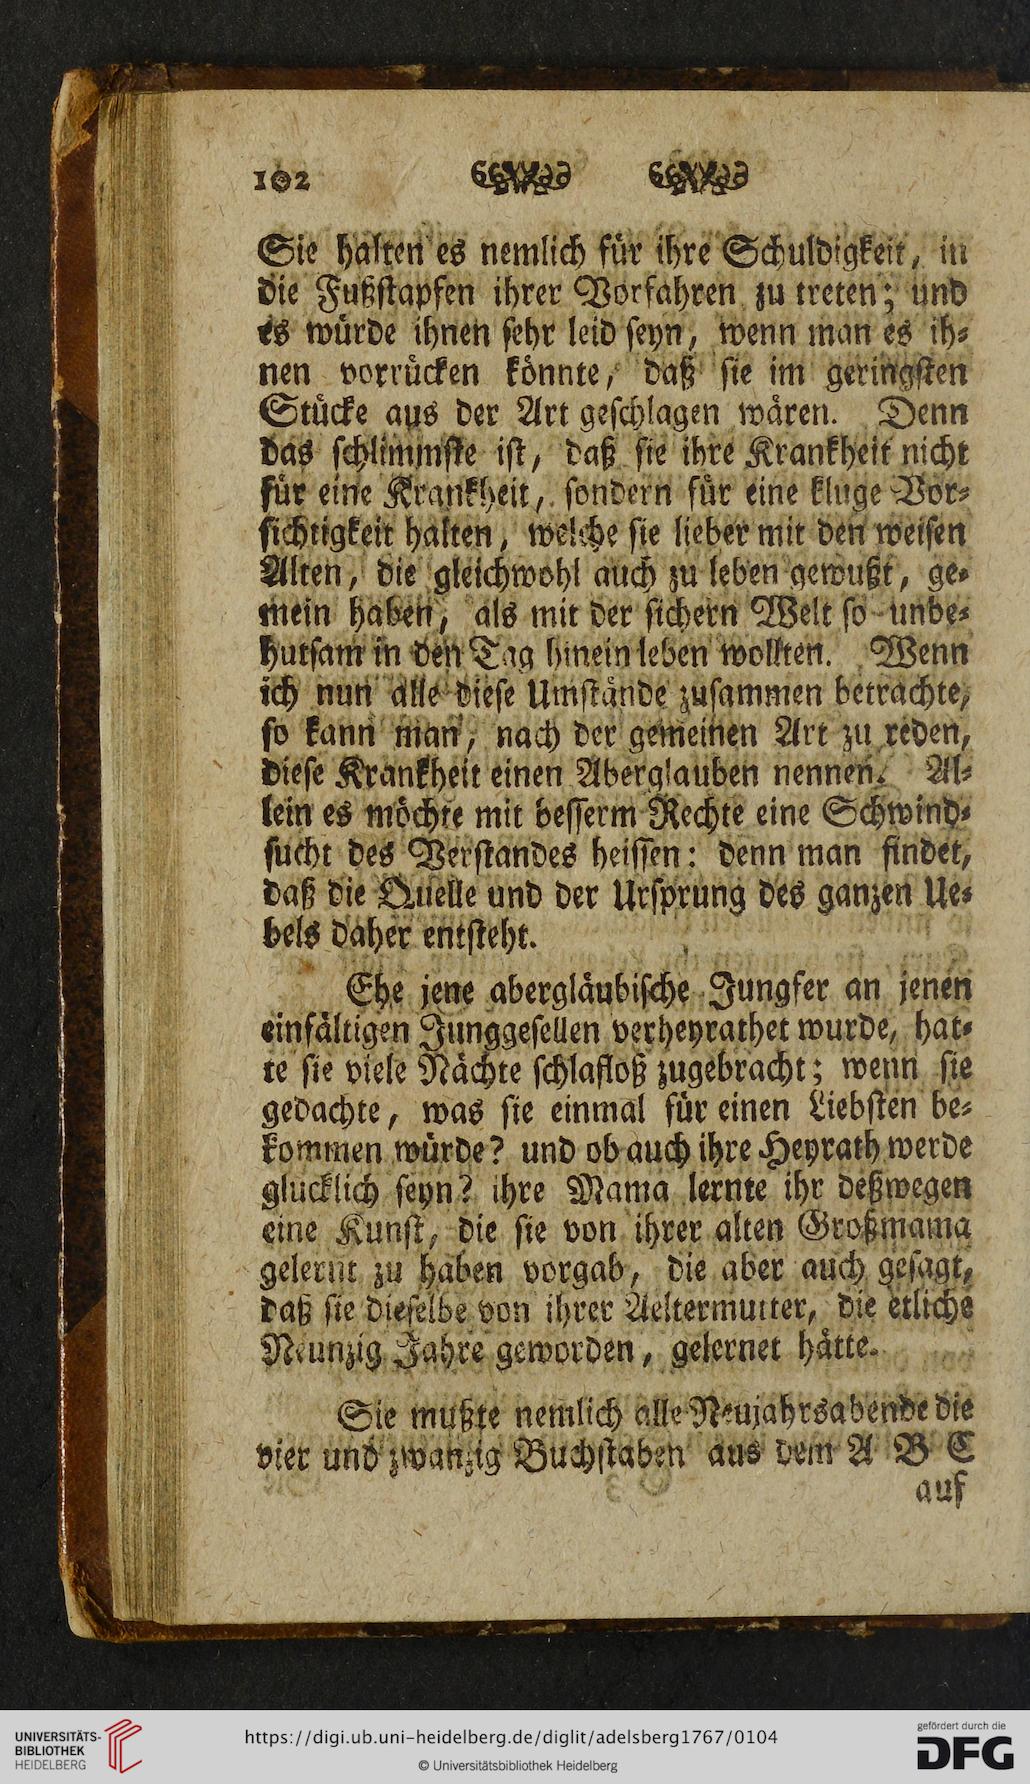 102
Sie halten es nemlich für ihre Schuldigkeit, in
die Fußstapfen ihrer Vorfahren zu treten; und
es würde ihnen sehr leid seyn, wenn man es ih⸗
nen vorrücken könnte, daß sie im geringsten
Stücke aus der Art geschlagen wären. Denn
das schlimmste ist, daß sie ihre Krankheit nicht
für eine Krankheit, sondern für eine kluge Vor⸗
sichtigkeit halten, welche sie lieber mit den weisen
Alten, die gleichwohl auch zu leben gewußt, ge⸗
mein haben, als mit der sichern Welt so unbe⸗
hutsam in den Tag hinein leben wollten. Wenn
ich nun alle diese Umstände zusammen betrachte,
so kann man, nach der gemeinen Art zu reden,
diese Krankheit einen Aberglauben nennen. Al⸗
lein es möchte mit besserm Rechte eine Schwind⸗
sucht des Verstandes heissen: denn man findet,
daß die Quelle und der Ursprung des ganzen Ue⸗
bels daher entsteht.
Ehe jene abergläubische Jungfer an jenen
einfältigen Junggesellen verheyrathet wurde, hat⸗
te sie viele Nächte schlafloß zugebracht; wenn sie
gedachte, was sie einmal für einen Liebsten be⸗
kommen würde? und ob auch ihre Heyrath werde
glücklich seyn? ihre Mama lernte ihr deßwegen
eine Kunst, die sie von ihrer alten Großmama
gelernt zu haben vorgab, die aber auch gesagt,
daß sie dieselbe von ihrer Aeltermutter, die etliche
Neunzig Jahre geworden, gelernet hätte.
Sie mußte nemlich alle Neujahrsabende die
vier und zwanzig Buchstaben aus dem A B C
auf
UNIVERSITÄTS-
BIBLIOTHEK
HEIDELBERG
https://digi.ub.uni-heidelberg.de/diglit/adelsberg1767/0104
© Universitätsbibliothek Heidelberg
gefördert durch die
DFG